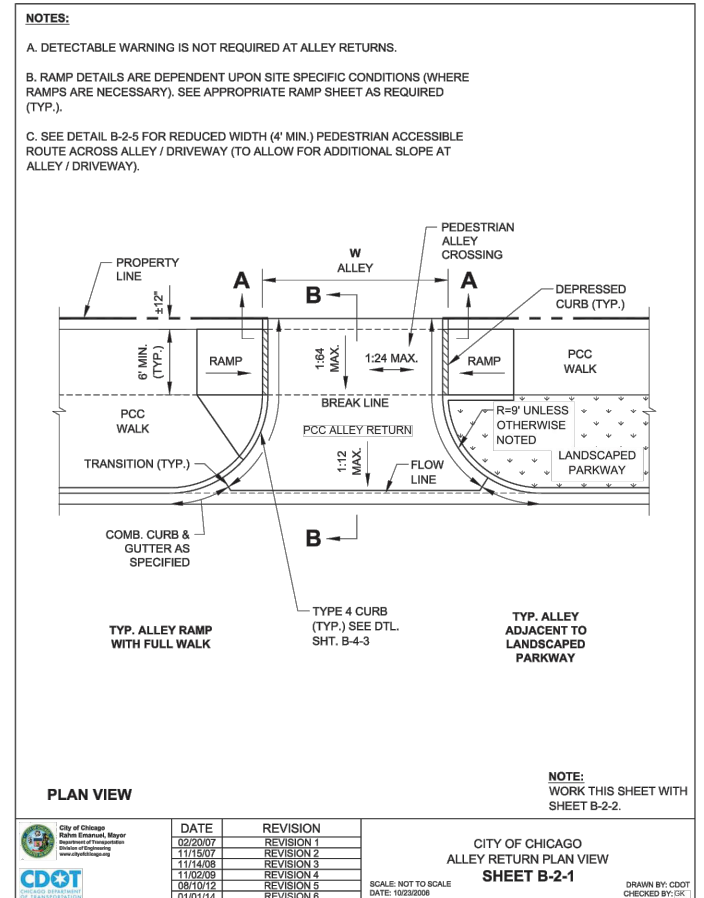 NOTES:
A. DETECTABLE WARNING IS NOT REQUIRED AT ALLEY RETURNS.
B. RAMP DETAILS ARE DEPENDENT UPON SITE SPECIFIC CONDITIONS (WHERE
RAMPS ARE NECESSARY). SEE APPROPRIATE RAMP SHEET AS REQUIRED
(TYP.).
C. SEE DETAIL B-2-5 FOR REDUCED WIDTH (4' MIN.) PEDESTRIAN ACCESSIBLE
ROUTE ACROSS ALLEY / DRIVEWAY (TO ALLOW FOR ADDITIONAL SLOPE AT
ALLEY / DRIVEWAY).
PEDESTRIAN
ALLEY
CROSSING
W
ALLEY
PROPERTY
LINE
A
B
A
DEPRESSED
CURB (TYP.)
±12"
6' MIN.
(TYP.)
RAMP
1:64
MAX.
1:24 MAX.
RAMP
PCC
WALK
BREAK LINE
PCC
WALK
PCC ALLEY RETURN
R=9' UNLESS
OTHERWISE
NOTED
LANDSCAPED
PARKWAY
TRANSITION (TYP.)
1:12
MAX.
FLOW
LINE
COMB. CURB &
GUTTER AS
SPECIFIED
B
TYPE 4 CURB
(TYP.) SEE DTL.
SHT. B-4-3
TYP. ALLEY RAMP
WITH FULL WALK
TYP. ALLEY
ADJACENT TO
LANDSCAPED
PARKWAY
PLAN VIEW
NOTE:
WORK THIS SHEET WITH
SHEET B-2-2.
City of Chicago
Rahm Emanuel, Mayor
Department of Transportation
Division of Engineering
www.cityofchicago.org
CDOT
CHICAGO DEPARTMENT
OF TRANSPORTATION
DATE REVISION
02/20/07 REVISION 1
11/15/07 REVISION 2
11/14/08 REVISION 3
11/02/09 REVISION 4
08/10/12 REVISION 5
01/01/14 REVISION 6
SCALE: NOT TO SCALE
DATE: 10/23/2006
CITY OF CHICAGO
ALLEY RETURN PLAN VIEW
SHEET B-2-1
DRAWN BY: CDOT
CHECKED BY: GK